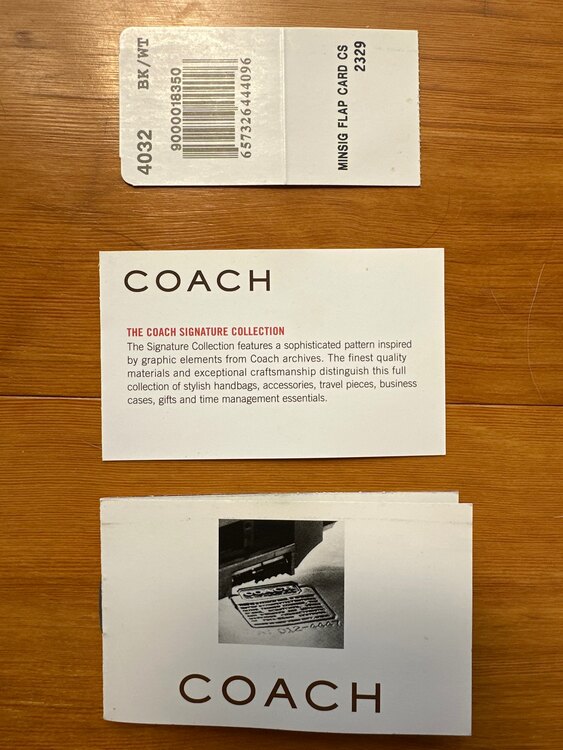 4032 BK/WT
9000018350
657326444096
MINSIG FLAP CARD CS
2329
COACH
THE COACH SIGNATURE COLLECTION
The Signature Collection features a sophisticated pattern inspired
by graphic elements from Coach archives. The finest quality
materials and exceptional craftsmanship distinguish this full
collection of stylish handbags, accessories, travel pieces, business
cases, gifts and time management essentials.
COACH
COACH